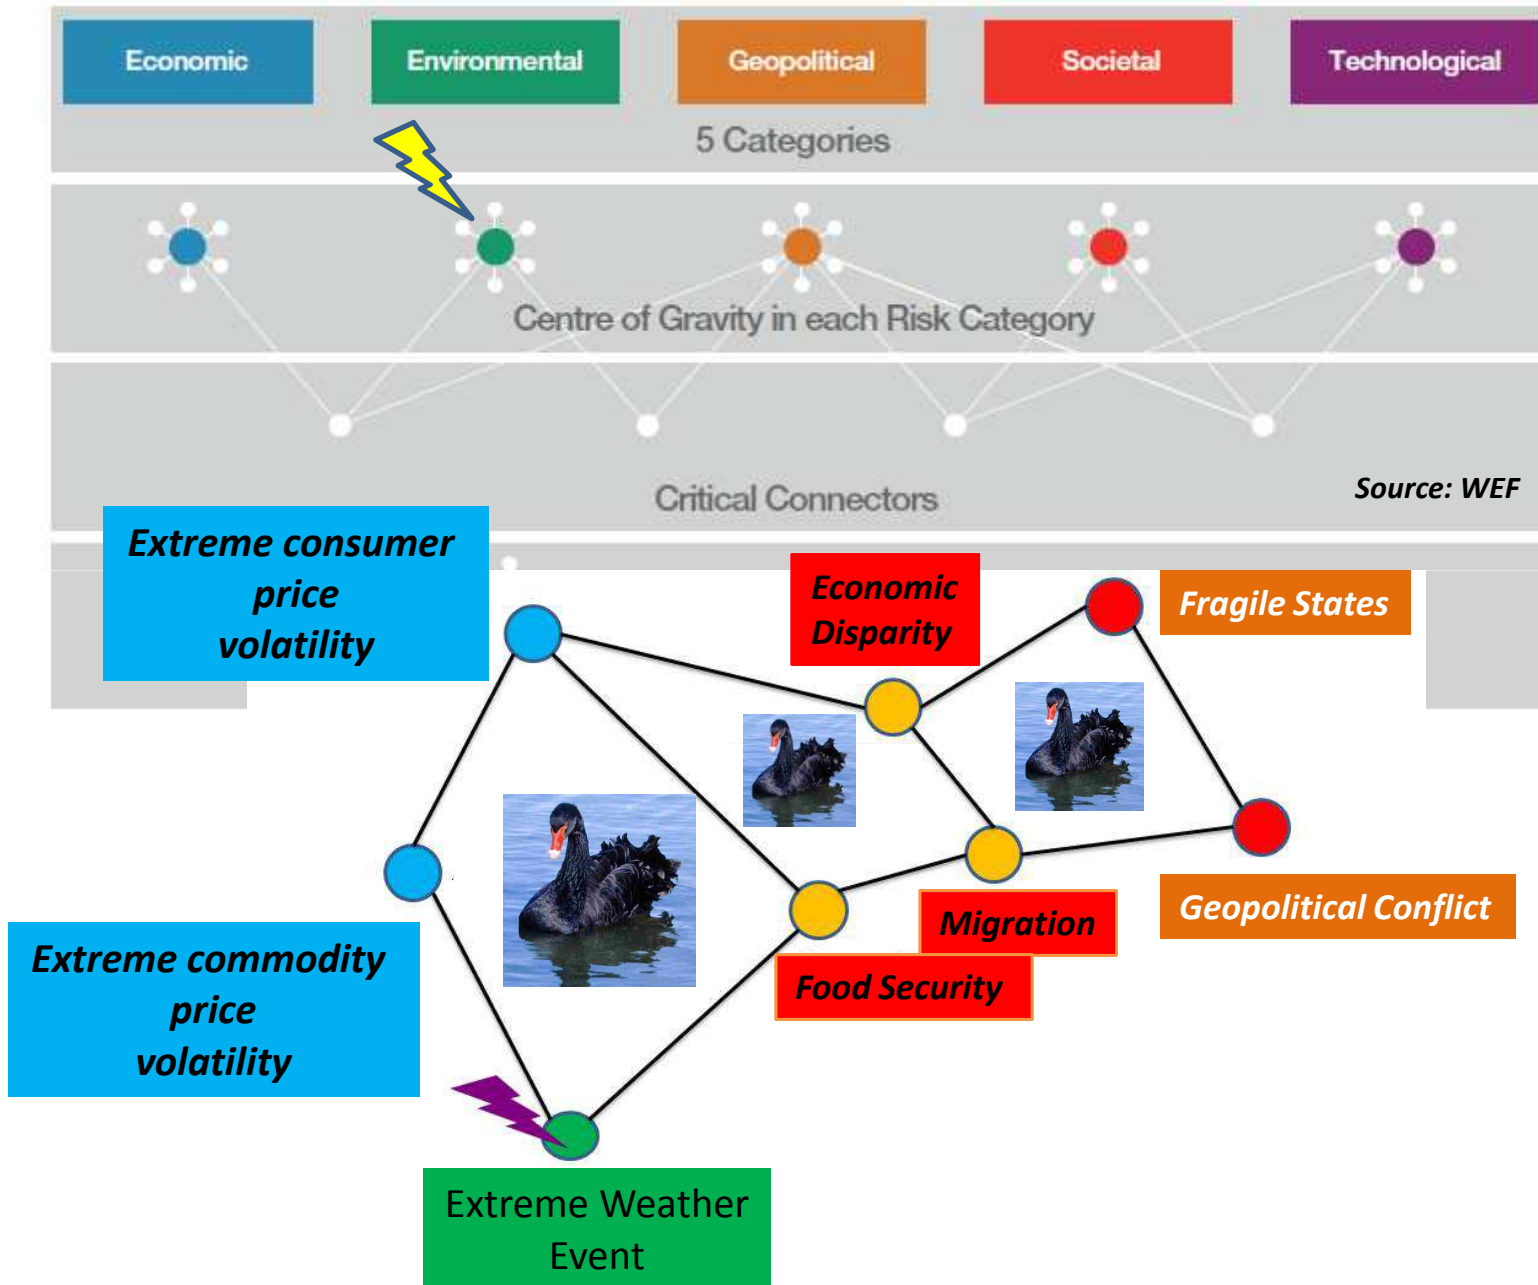 Economic
Environmental
Geopolitical
Societal
Technological
5 Categories
Centre of Gravity in each Risk Category
Critical Connectors
Source: WEF
Extreme consumer
price
volatility
Economic
Disparity
Fragile States
Extreme commodity
price
volatility
Migration
Geopolitical Conflict
Food Security
Extreme Weather
Event